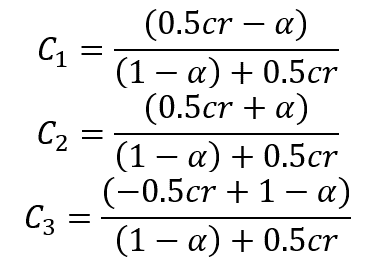 C₁ = (0.5cr − α) / (1 − α) + 0.5cr
C₂ = (0.5cr + α) / (1 − α) + 0.5cr
C₃ = (−0.5cr + 1 − α) / (1 − α) + 0.5cr